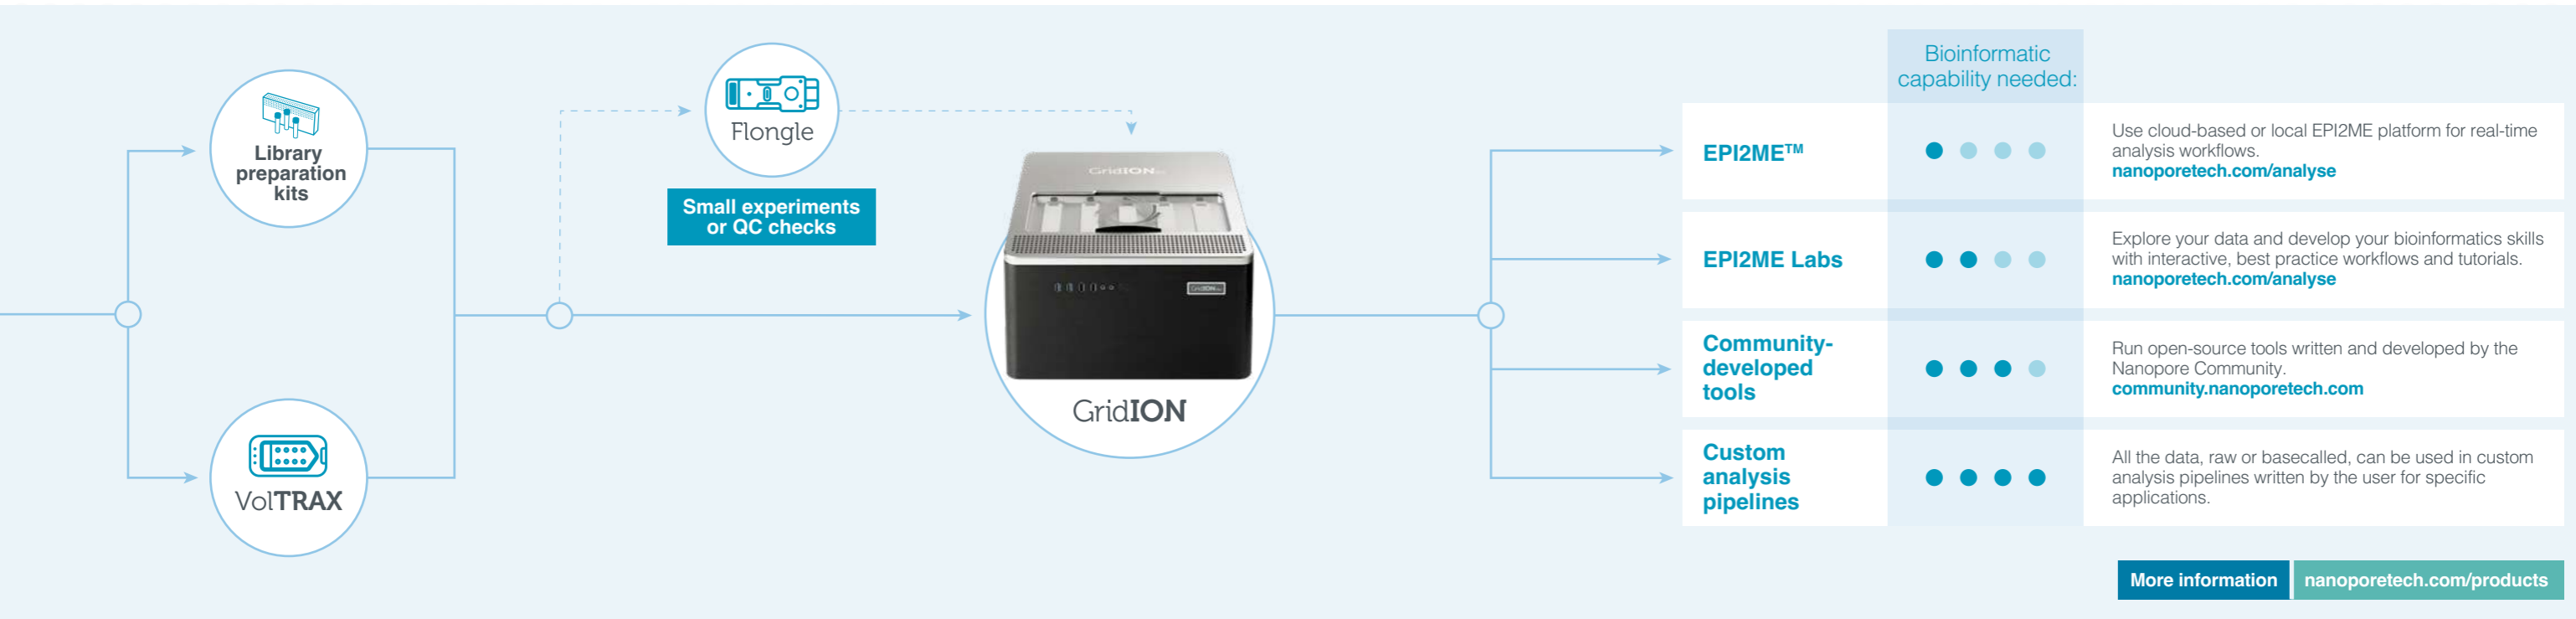 Library
preparation
kits
VolTRAX
Flongle
Small experiments
or QC checks
GridION
GridION
GridION
Bioinformatic
capability needed:
EPI2ME™
Use cloud-based or local EPI2ME platform for real-time
analysis workflows.
nanoporetech.com/analyse
EPI2ME Labs
Explore your data and develop your bioinformatics skills
with interactive, best practice workflows and tutorials.
nanoporetech.com/analyse
Community-
developed
tools
Run open-source tools written and developed by the
Nanopore Community.
community.nanoporetech.com
Custom
analysis
pipelines
All the data, raw or basecalled, can be used in custom
analysis pipelines written by the user for specific
applications.
More information
nanoporetech.com/products